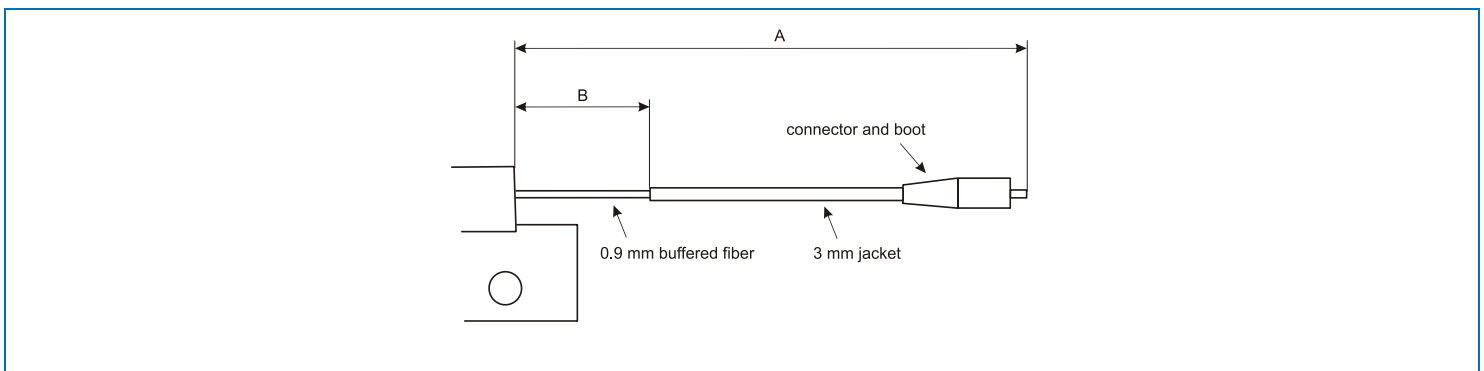 A
B
connector and boot
0.9 mm buffered fiber
3 mm jacket